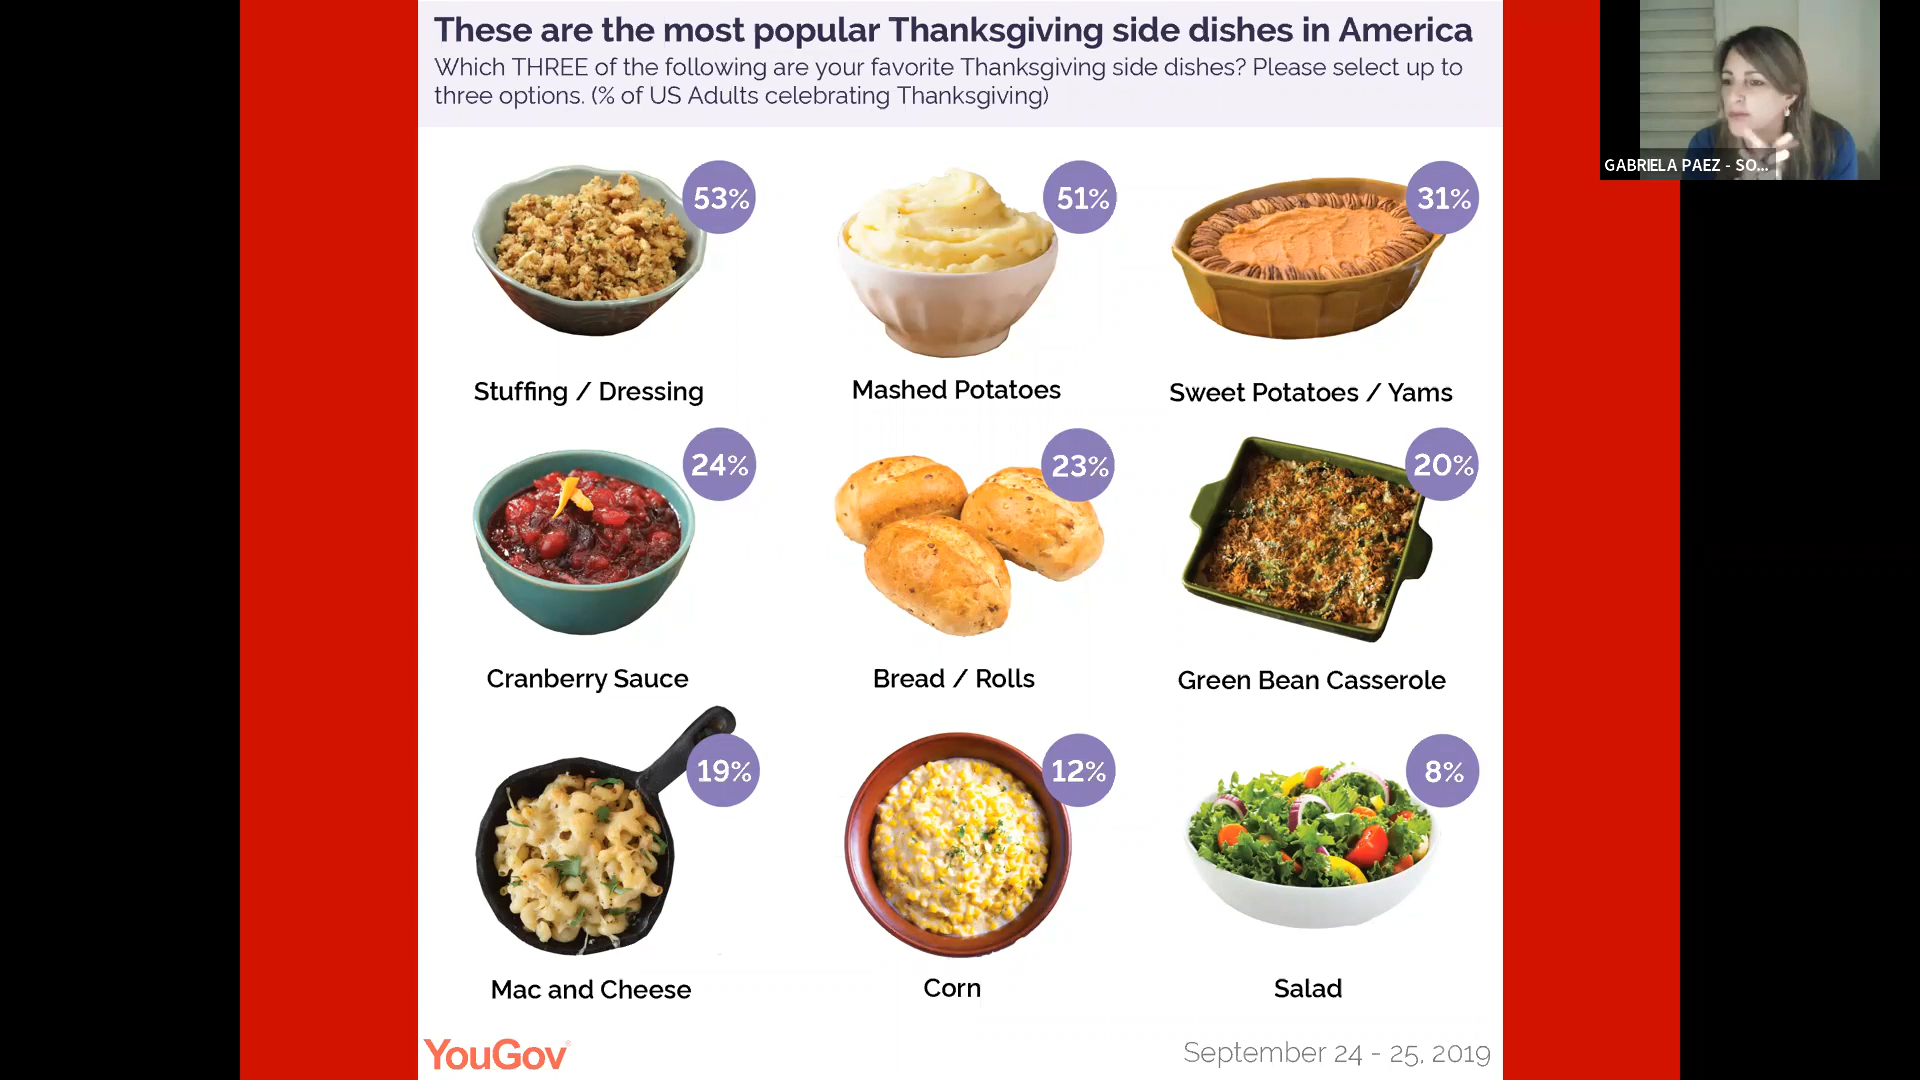 These are the most popular Thanksgiving side dishes in America
Which THREE of the following are your favorite Thanksgiving side dishes? Please select up to
three options. (% of US Adults celebrating Thanksgiving)
GABRIELA PAEZ - SO...
53%
51%
31%
Stuffing / Dressing
Mashed Potatoes
Sweet Potatoes / Yams
24%
23%
20%
Cranberry Sauce
Bread / Rolls
Green Bean Casserole
19%
12%
8%
Mac and Cheese
Corn
Salad
YouGov
September 24 - 25, 2019